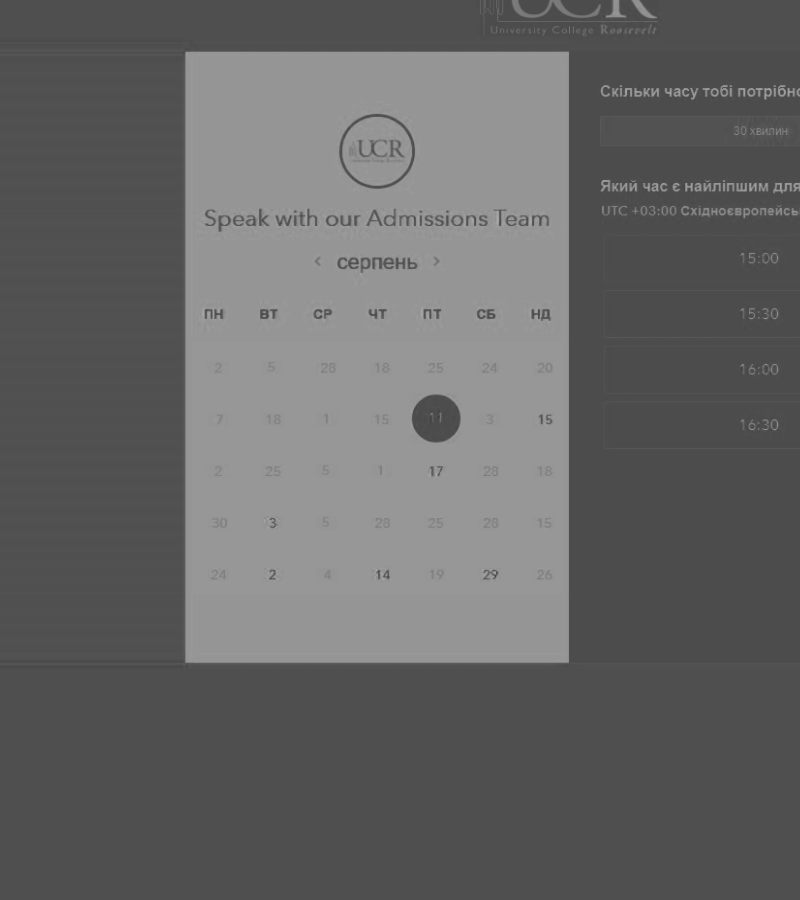 UCR
University College Roosevelt
UCR
Speak with our Admissions Team
серпень
ПН ВТ СР ЧТ ПТ СБ НД
2 5 28 18 25 24 20
7 18 1 15 11 3 15
2 25 5 1 17 28 18
30 3 5 28 25 28 15
24 2 4 14 19 29 26
Скільки часу тобі потрібно
30 хвилин
Який час є найліпшим для
UTC +03:00 Східноєвропейсь
15:00
15:30
16:00
16:30